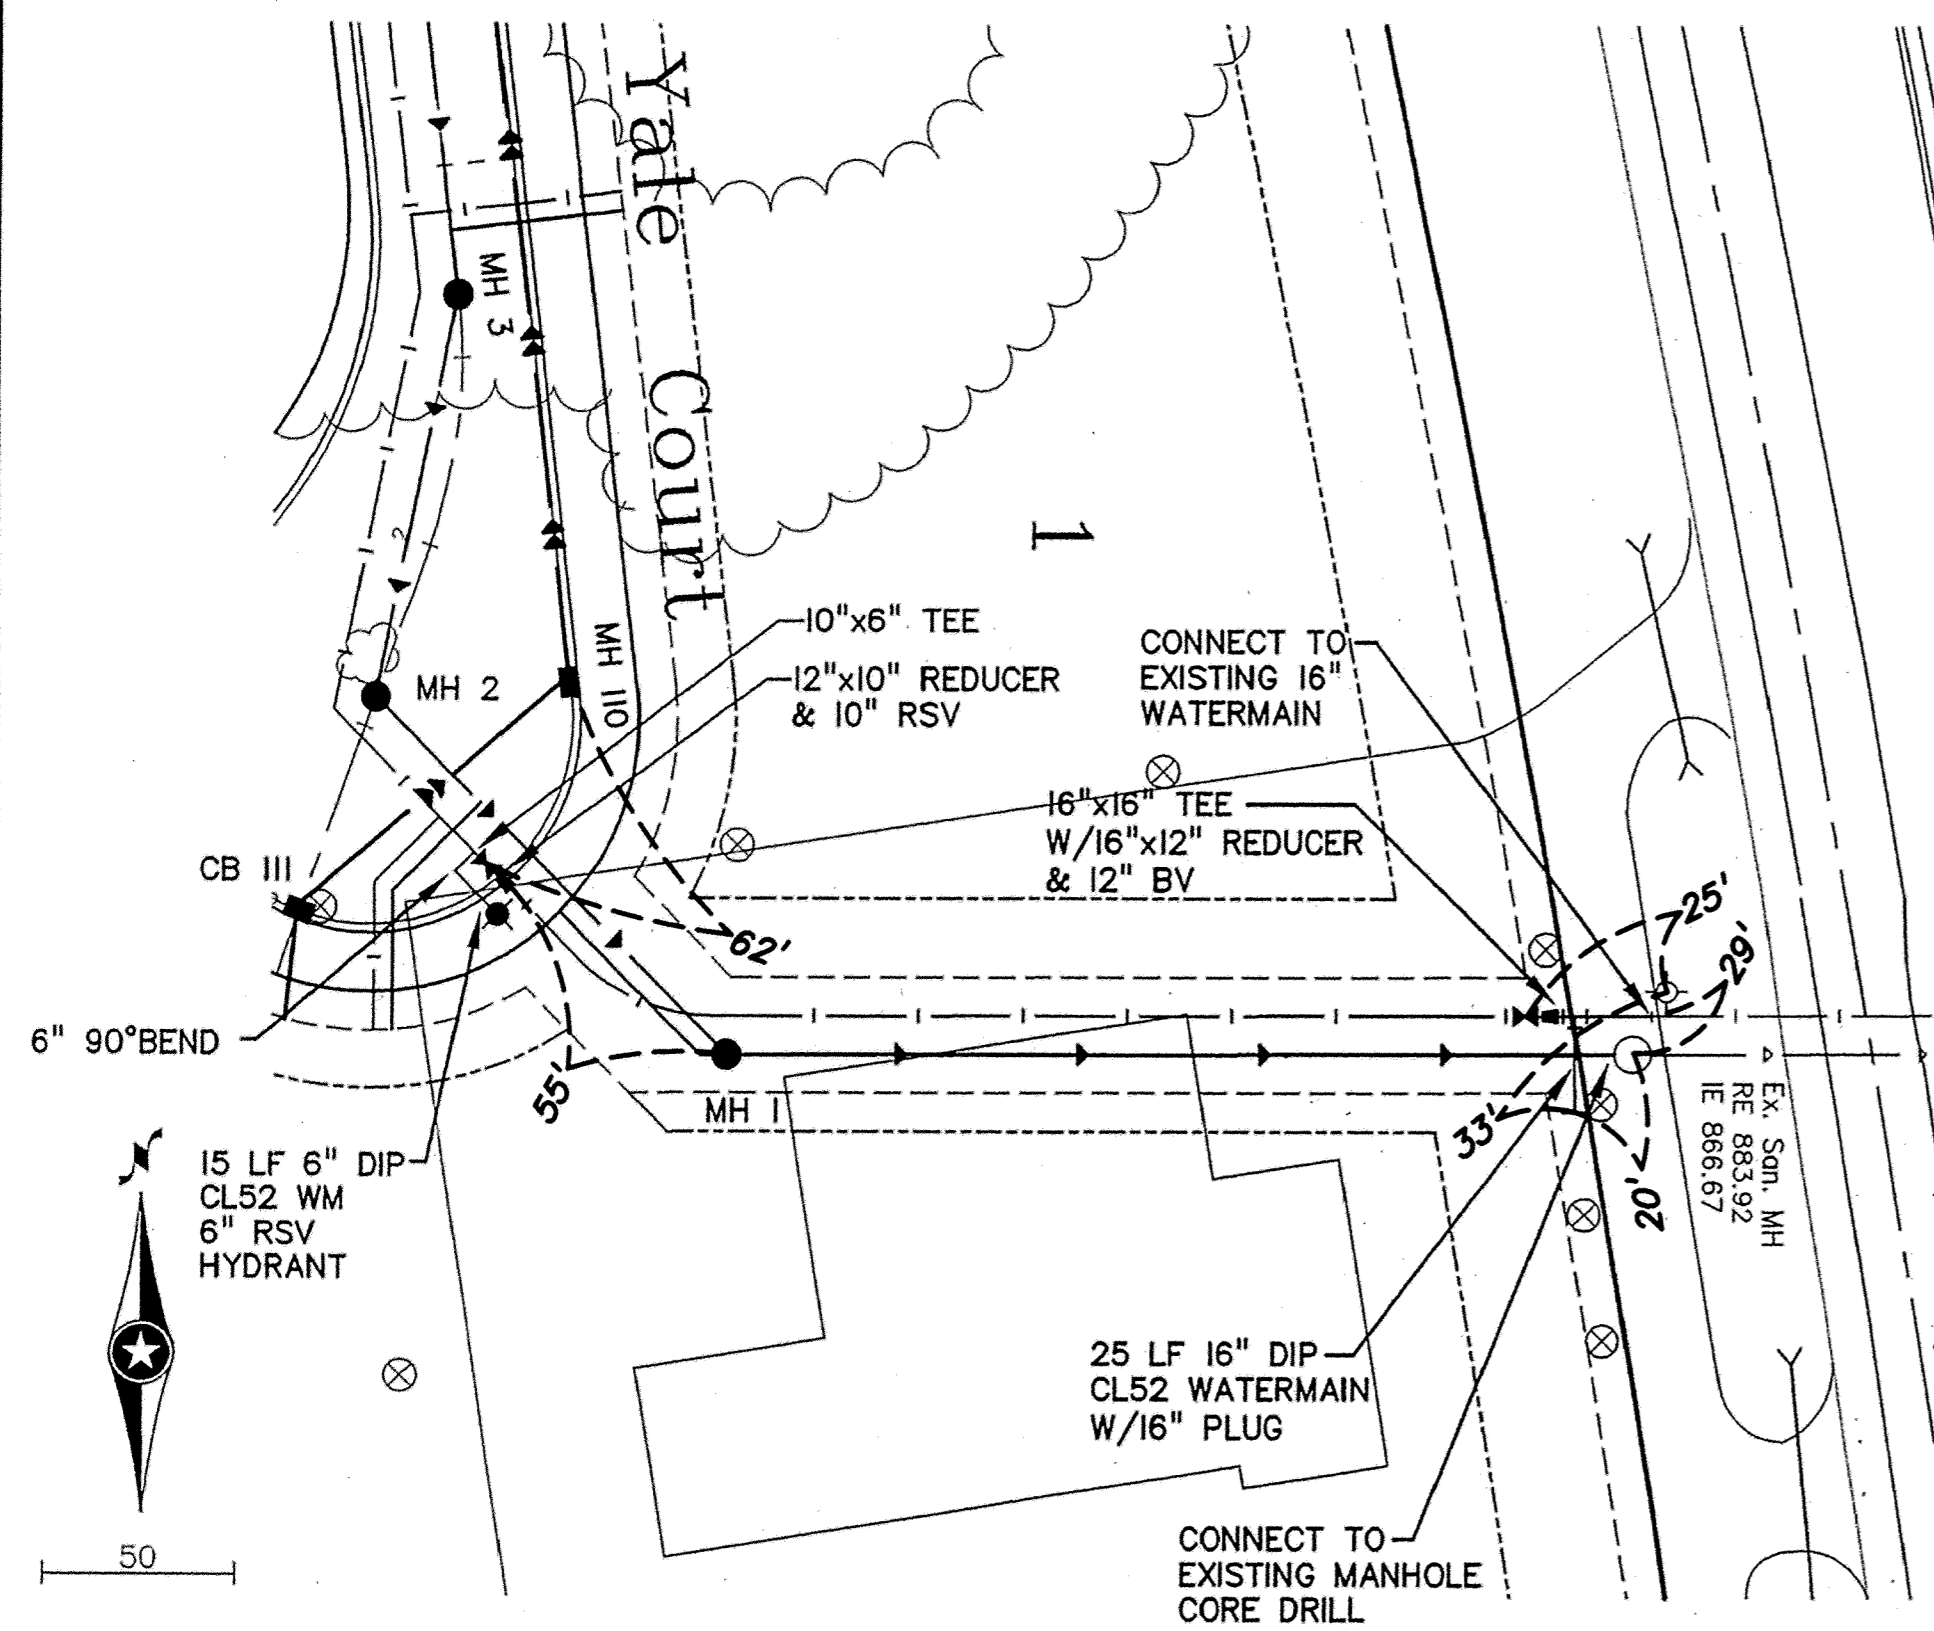 Yale Court
MH 3
1
10"x6" TEE
12"x10" REDUCER
& 10" RSV
CONNECT TO
EXISTING 16"
WATERMAIN
MH 110
MH 2
16"x16" TEE
W/16"x12" REDUCER
& 12" BV
CB 111
25'
29'
62'
6" 90°BEND
55'
MH 1
33'
20'
Ex. San. MH
RE 883.92
IE 866.67
N
15 LF 6" DIP
CL52 WM
6" RSV
HYDRANT
25 LF 16" DIP
CL52 WATERMAIN
W/16" PLUG
50
CONNECT TO
EXISTING MANHOLE
CORE DRILL